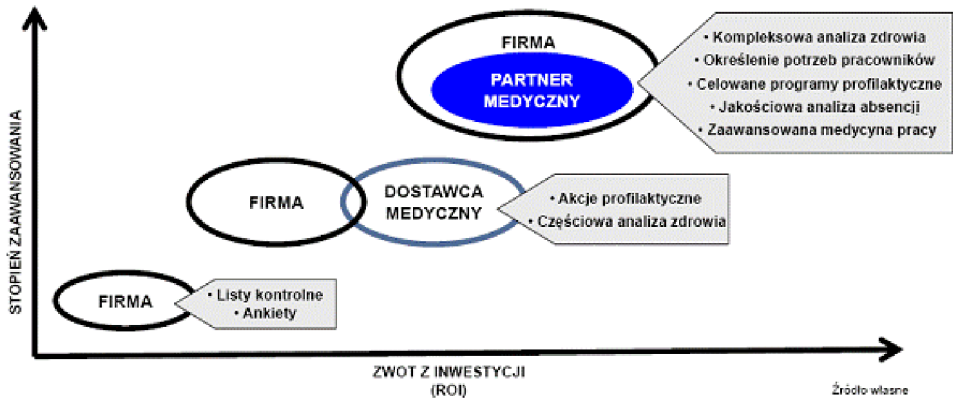 FIRMA
PARTNER
MEDYCZNY
• Kompleksowa analiza zdrowia
• Określenie potrzeb pracowników
• Celowane programy profilaktyczne
• Jakościowa analiza absencji
• Zaawansowana medycyna pracy
STOPIEŃ ZAAWANSOWANIA
FIRMA
DOSTAWCA
MEDYCZNY
• Akcje profilaktyczne
• Częściowa analiza zdrowia
FIRMA
• Listy kontrolne
• Ankiety
ZWOT Z INWESTYCJI
(ROI)
Źródło własne